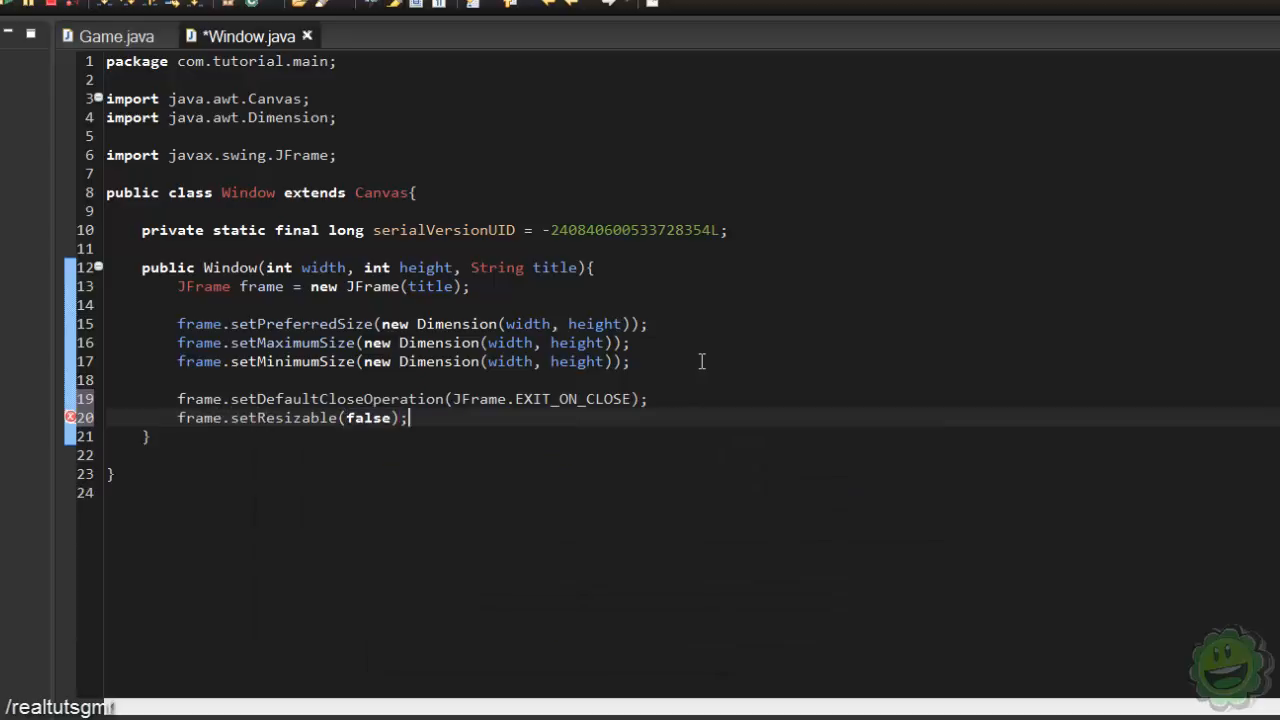 Game.java *Window.java
1 package com.tutorial.main;
2
3 import java.awt.Canvas;
4 import java.awt.Dimension;
5
6 import javax.swing.JFrame;
7
8 public class Window extends Canvas{
9
10 private static final long serialVersionUID = -240840600533728354L;
11
12 public Window(int width, int height, String title){
13 JFrame frame = new JFrame(title);
14
15 frame.setPreferredSize(new Dimension(width, height));
16 frame.setMaximumSize(new Dimension(width, height));
17 frame.setMinimumSize(new Dimension(width, height));
18
19 frame.setDefaultCloseOperation(JFrame.EXIT_ON_CLOSE);
20 frame.setResizable(false);
21 }
22
23 }
24
/realtutsgm